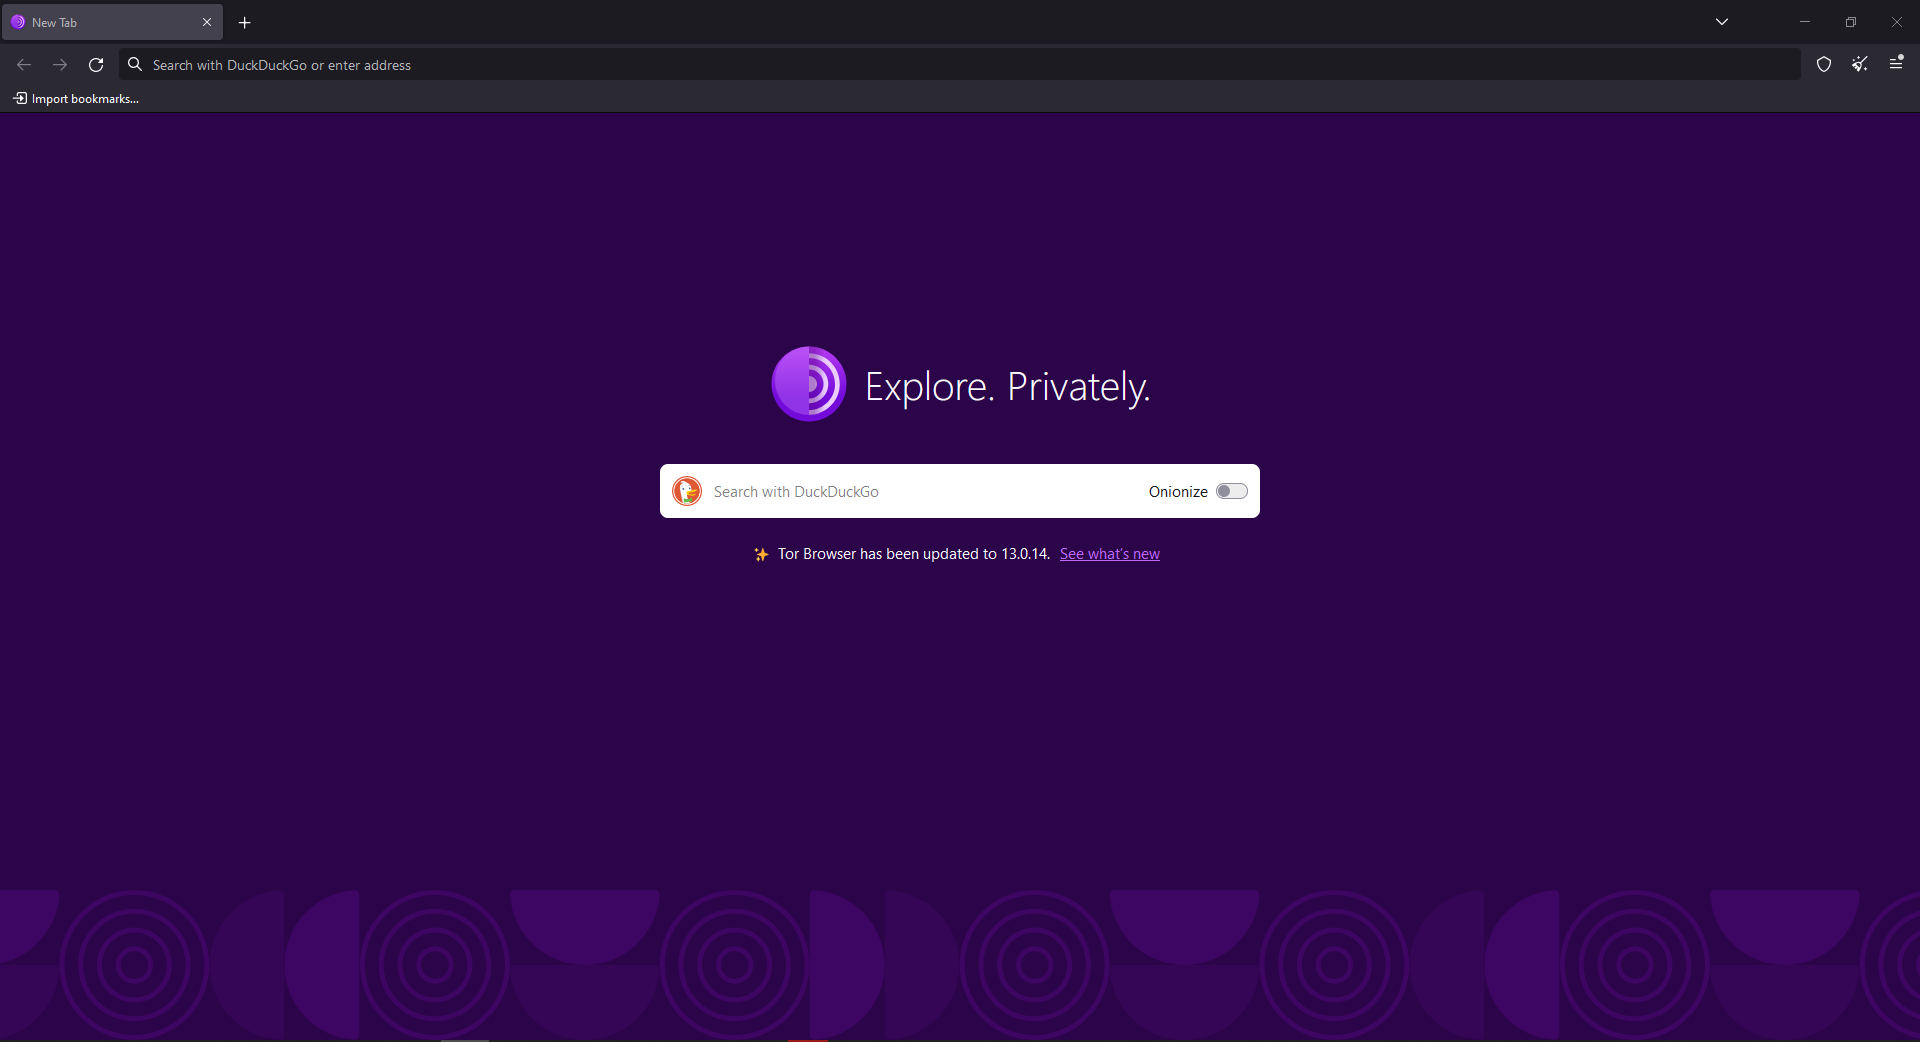 New Tab
Search with DuckDuckGo or enter address
Import bookmarks...
Explore. Privately.
Search with DuckDuckGo
Onionize
Tor Browser has been updated to 13.0.14. See what’s new